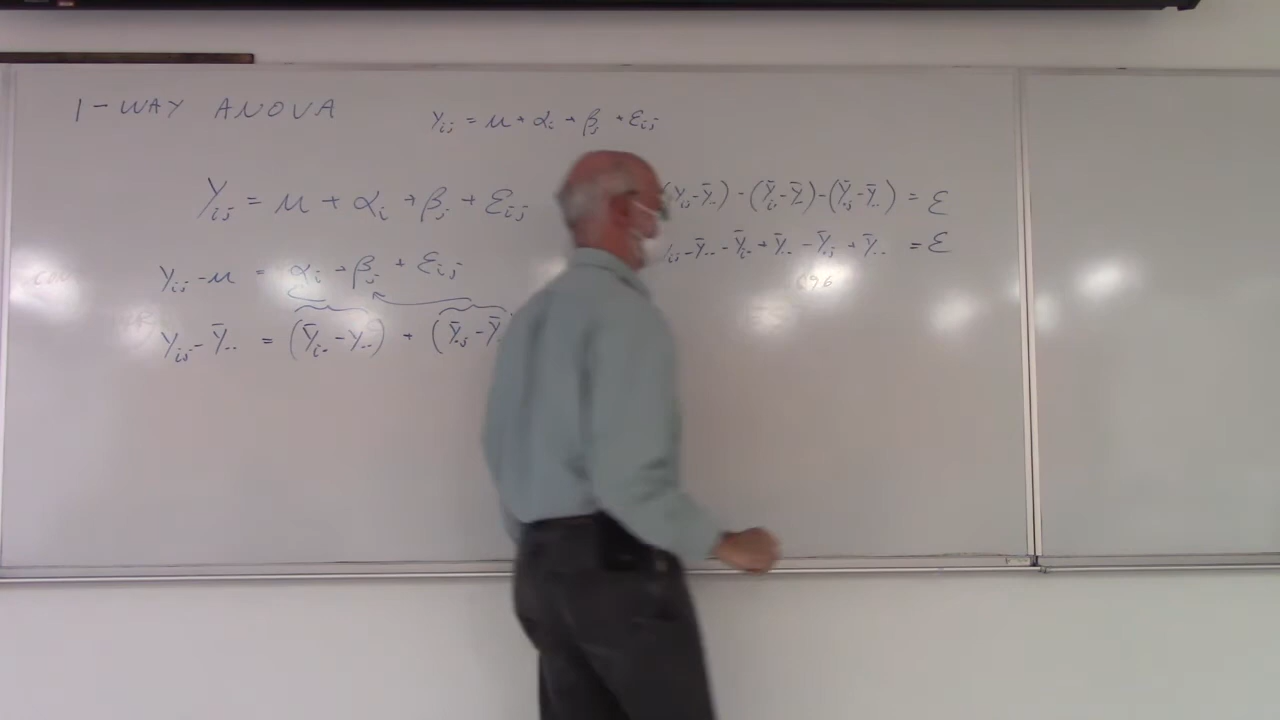 1-WAY ANOVA
Yij = μ + αi + βj + εij
Yij = μ + αi + βj + εij
Yij - μ = αi + βj + εij
Yij - Ȳ.. = (Ȳi. - Y..) + (Ȳ.j - Ȳ
(Yij - Ȳ..) - (Ȳi. - Ȳ) - (Ȳ.j - Ȳ..) = ε
ij - Ȳ.. - Ȳi. + Ȳ.. - Ȳ.j + Ȳ.. = ε